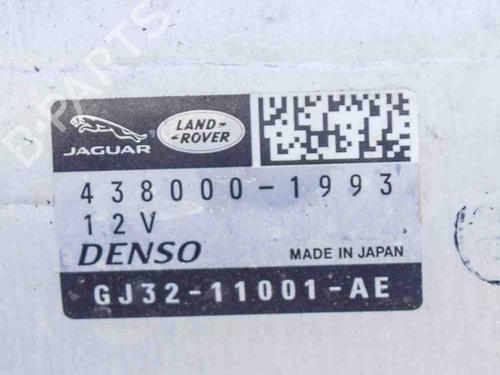 B-PARTS
JAGUAR
LAND-
ROVER
438000-1993
12V
DENSO MADE IN JAPAN
GJ32-11001-AE